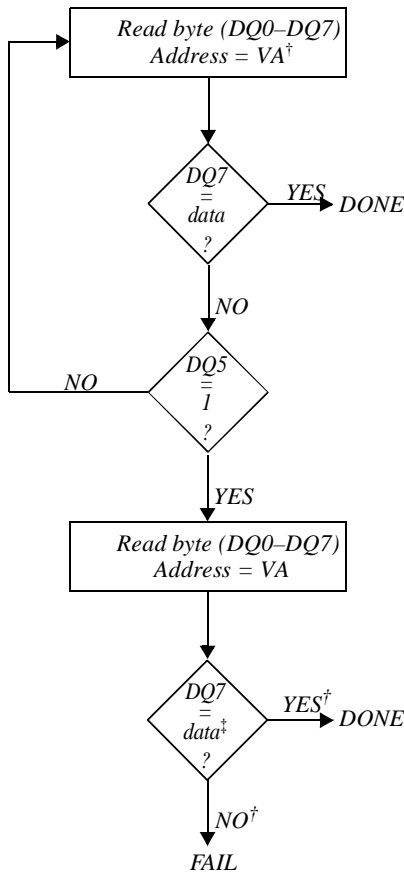 Read byte (DQ0–DQ7)
Address = VA†
DQ7
=
data
?
YES
DONE
NO
DQ5
=
1
?
NO
YES
Read byte (DQ0–DQ7)
Address = VA
DQ7
=
data‡
?
YES†
DONE
NO†
FAIL